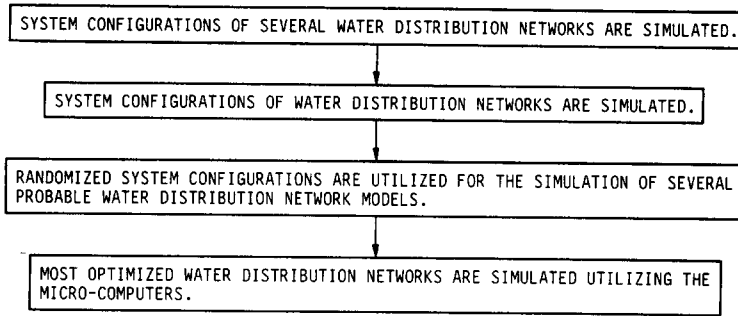 SYSTEM CONFIGURATIONS OF SEVERAL WATER DISTRIBUTION NETWORKS ARE SIMULATED.
SYSTEM CONFIGURATIONS OF WATER DISTRIBUTION NETWORKS ARE SIMULATED.
RANDOMIZED SYSTEM CONFIGURATIONS ARE UTILIZED FOR THE SIMULATION OF SEVERAL
PROBABLE WATER DISTRIBUTION NETWORK MODELS.
MOST OPTIMIZED WATER DISTRIBUTION NETWORKS ARE SIMULATED UTILIZING THE
MICRO-COMPUTERS.